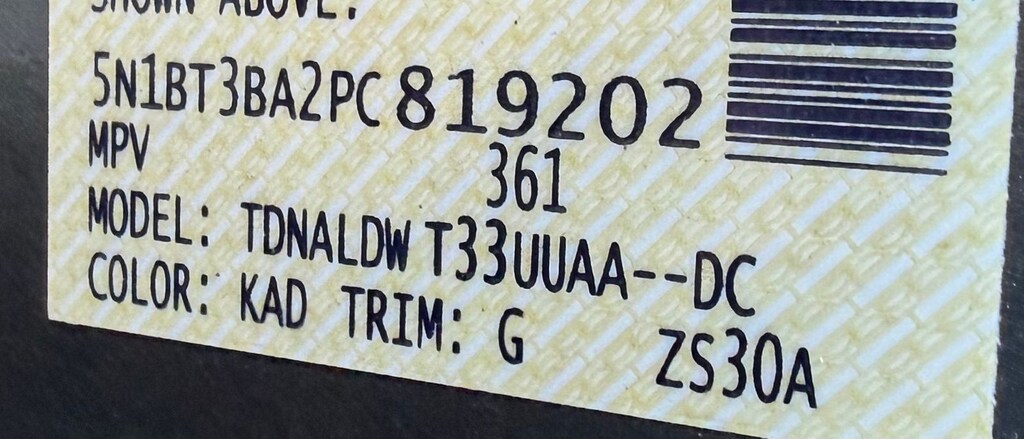 SHOWN ABOVE.
5N1BT3BA2PC819202
MPV 361
MODEL: TDNALDW T33UUAA--DC
COLOR: KAD TRIM: G ZS30A